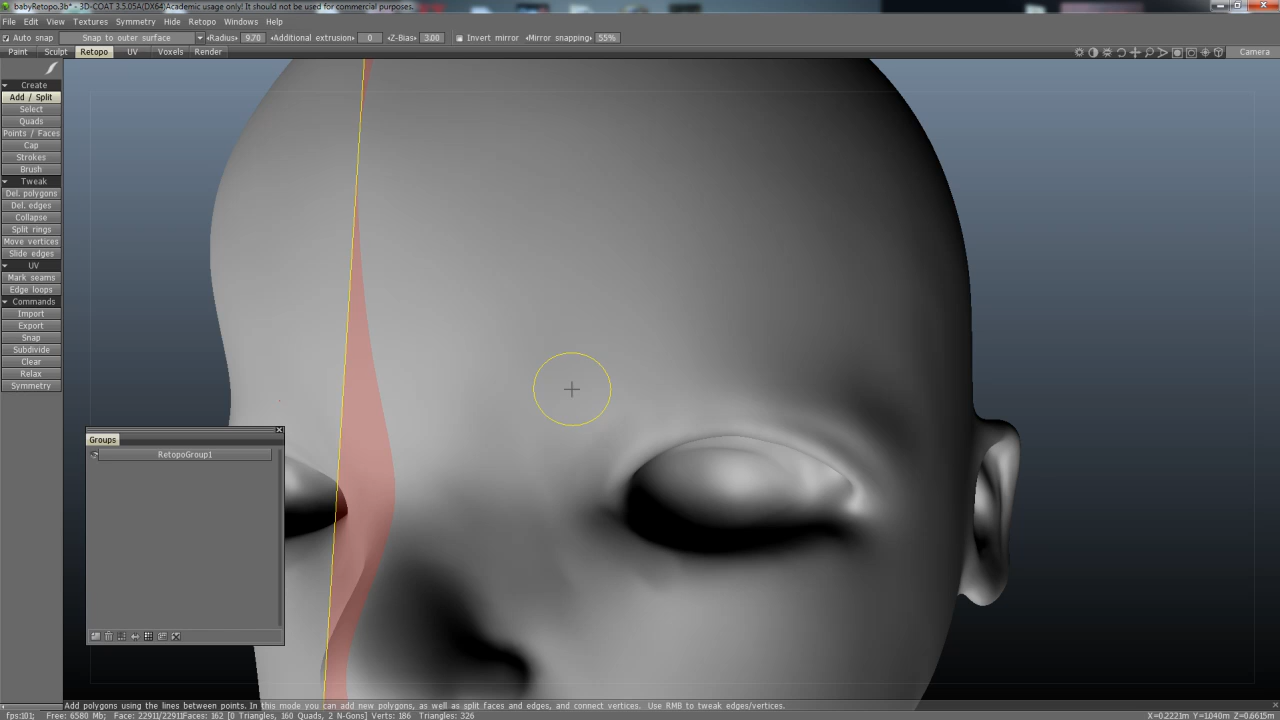 babyRetopo.3b* - 3D-COAT 3.5.05A(DX64)Academic usage only! It should not be used for commercial purposes.
File Edit View Textures Symmetry Hide Retopo Windows Help
Auto snap Snap to outer surface Radius 9.70 Additional extrusion 0 Z-Bias 3.00 Invert mirror Mirror snapping 55%
Paint Sculpt Retopo UV Voxels Render Camera
Create
Add / Split
Select
Quads
Points / Faces
Cap
Strokes
Brush
Tweak
Del. polygons
Del. edges
Collapse
Split rings
Move vertices
Slide edges
UV
Mark seams
Edge loops
Commands
Import
Export
Snap
Subdivide
Clear
Relax
Symmetry
Groups
RetopoGroup1
Add polygons using the lines between points. In this mode you can add new polygons, as well as split faces and edges, and connect vertices. Use RMB to tweak edges/vertices.
fps:101; Free: 6580 Mb; Face: 22911/22911Faces: 162 [0 Triangles, 160 Quads, 2 N-Gons] Verts: 186 Triangles: 326 X=0.2221m Y=1.040m Z=0.6615m